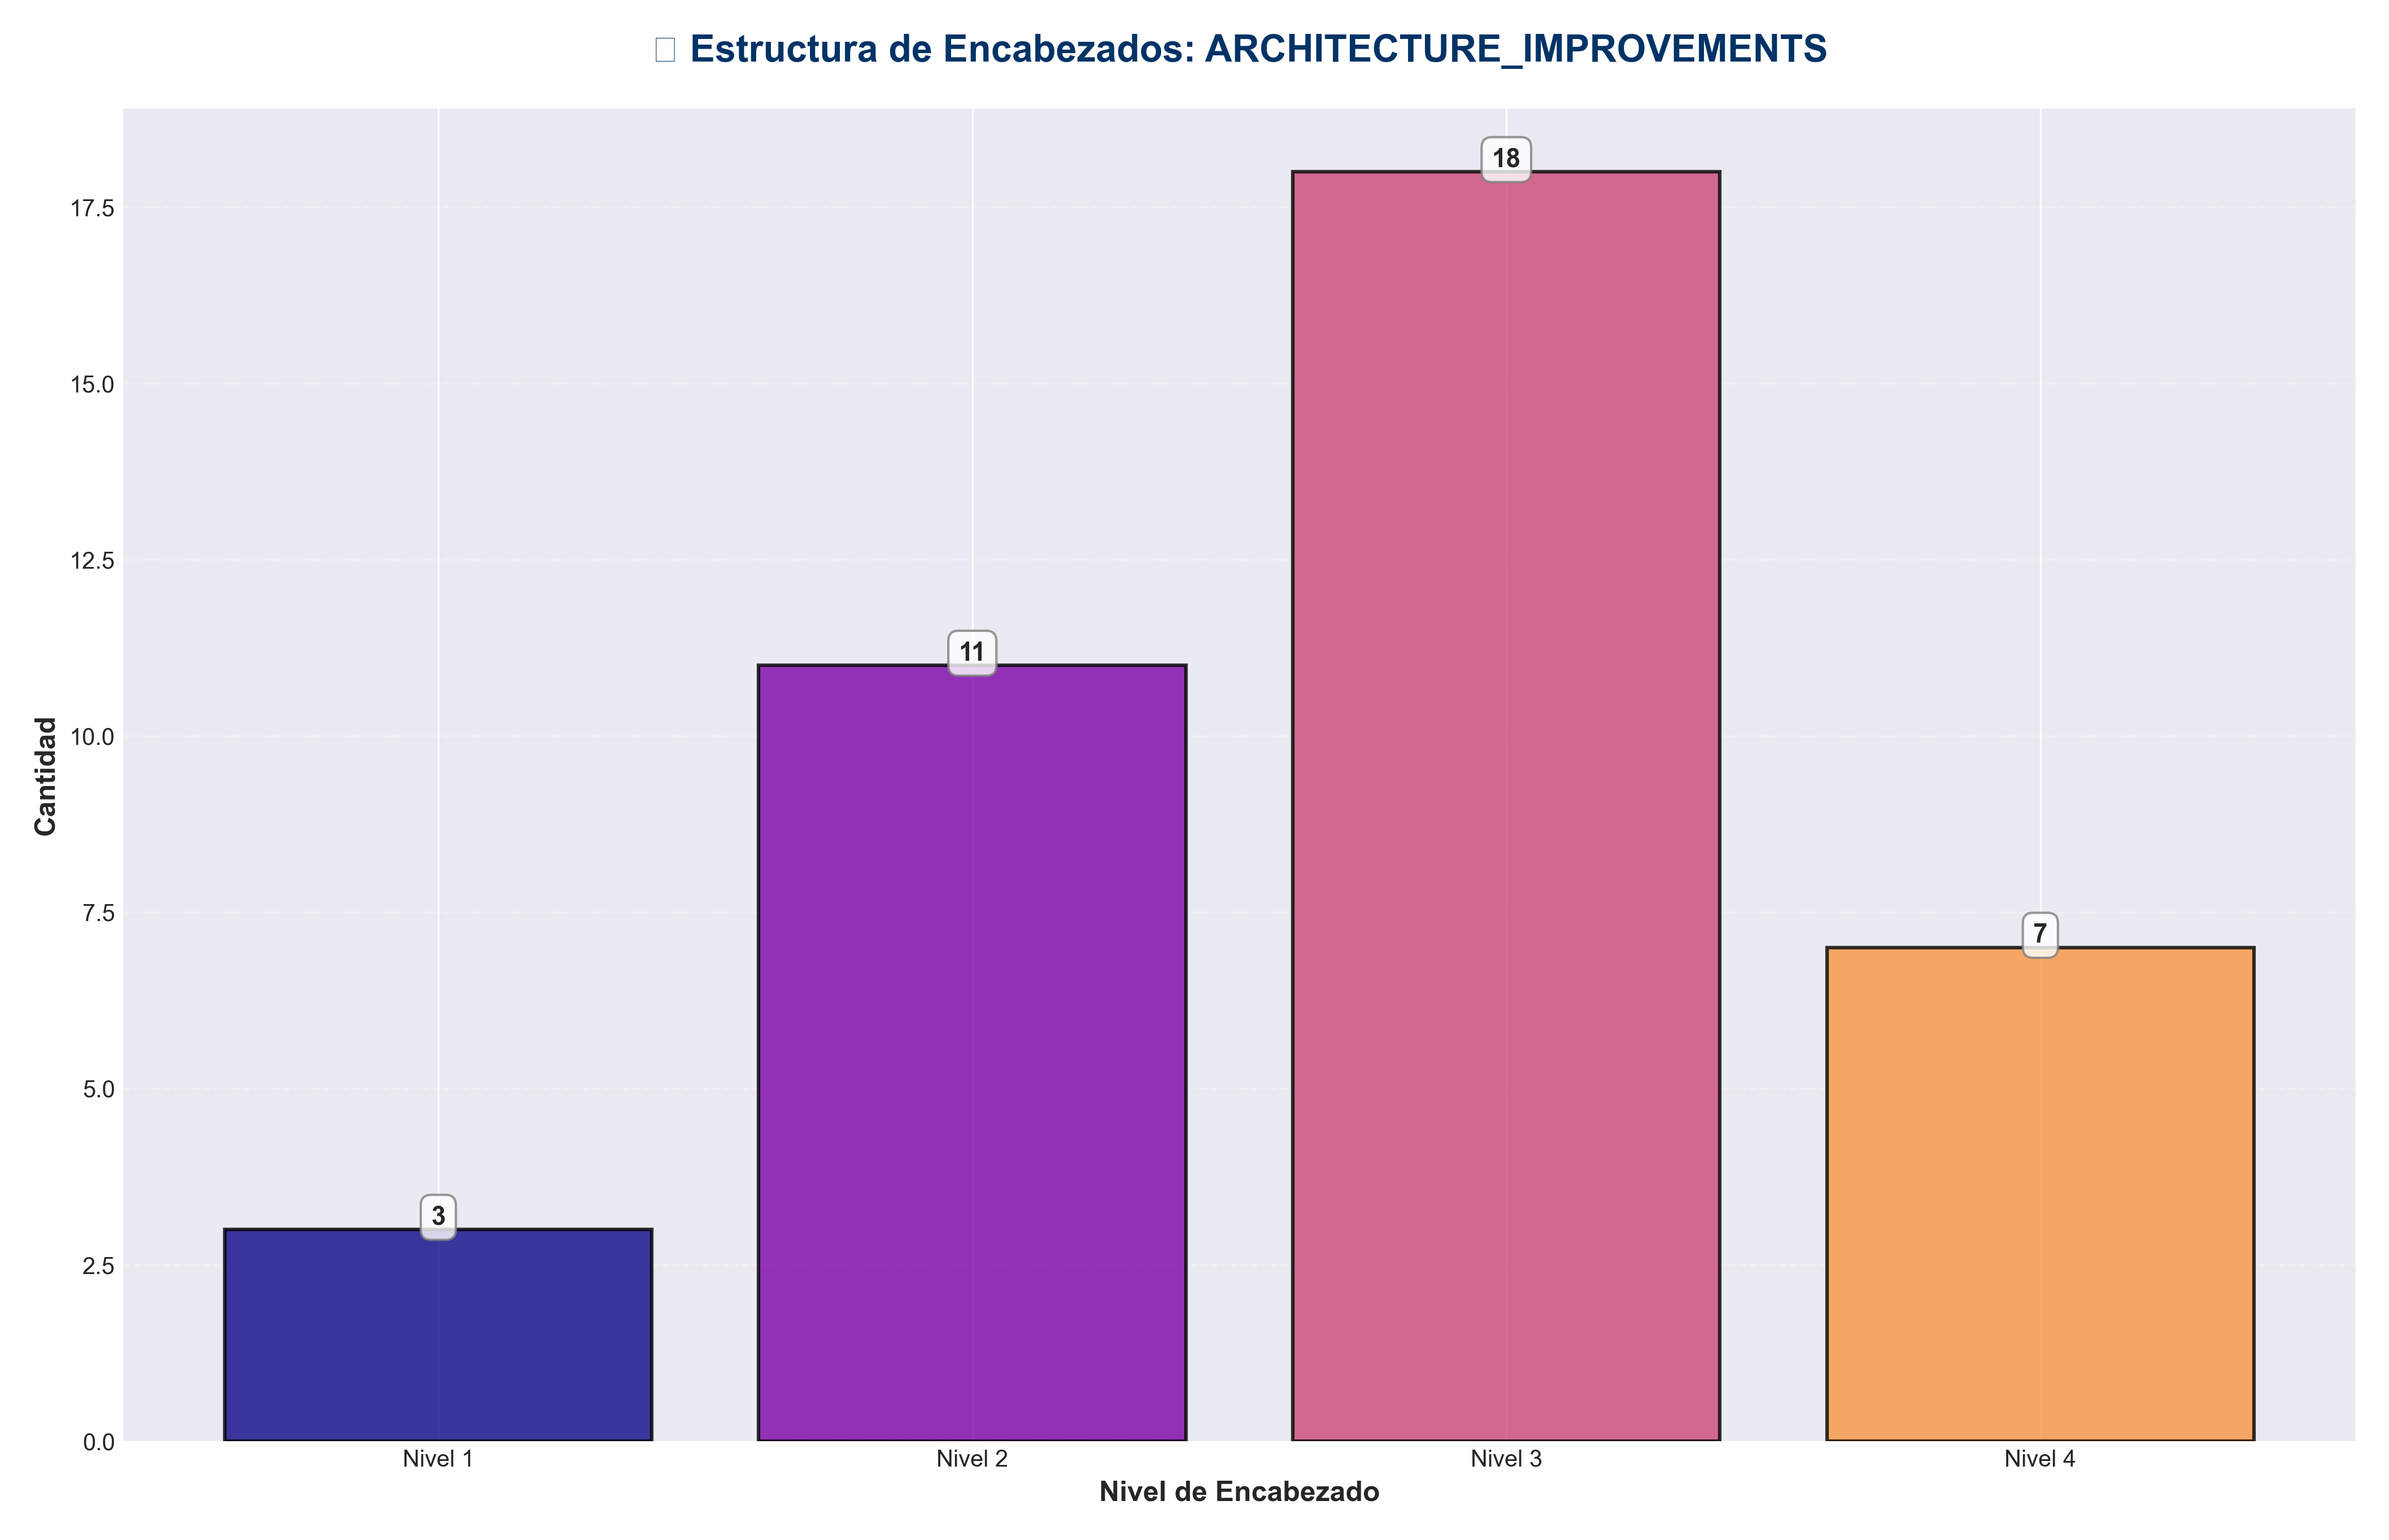 Estructura de Encabezados: ARCHITECTURE_IMPROVEMENTS
Cantidad
17.5
15.0
12.5
10.0
7.5
5.0
2.5
0.0
3
11
18
7
Nivel 1
Nivel 2
Nivel 3
Nivel 4
Nivel de Encabezado